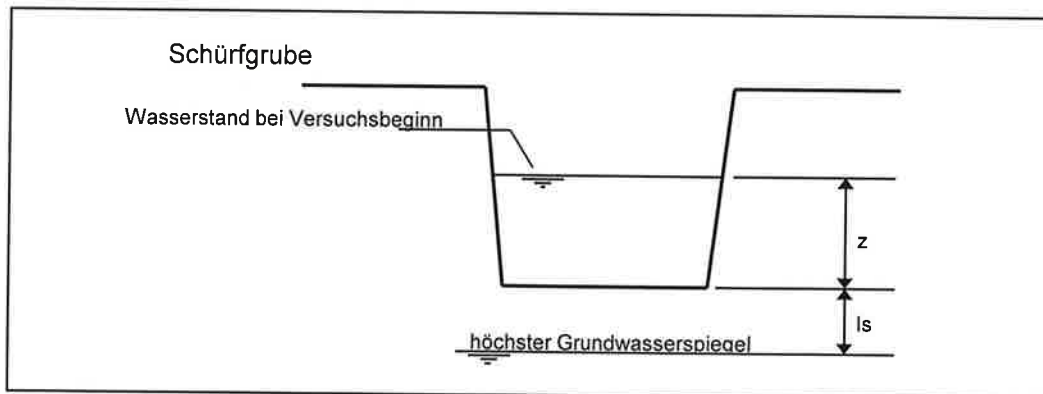 Schürfgrube
Wasserstand bei Versuchsbeginn
z
ls
höchster Grundwasserspiegel